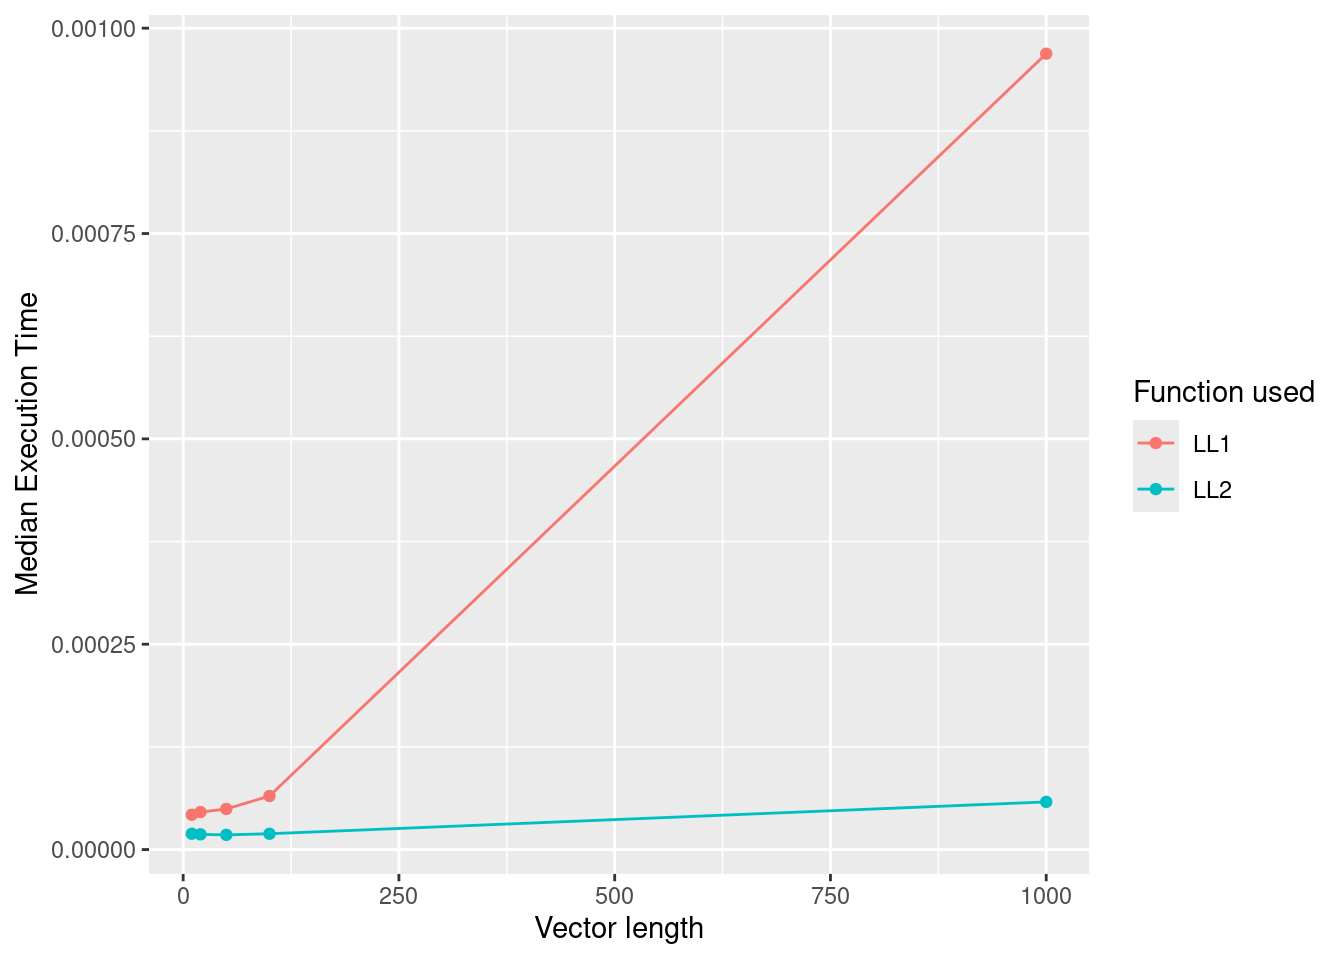 0.00100
0.00075
0.00050
0.00025
0.00000
Median Execution Time
0 250 500 750 1000
Vector length
Function used
LL1
LL2